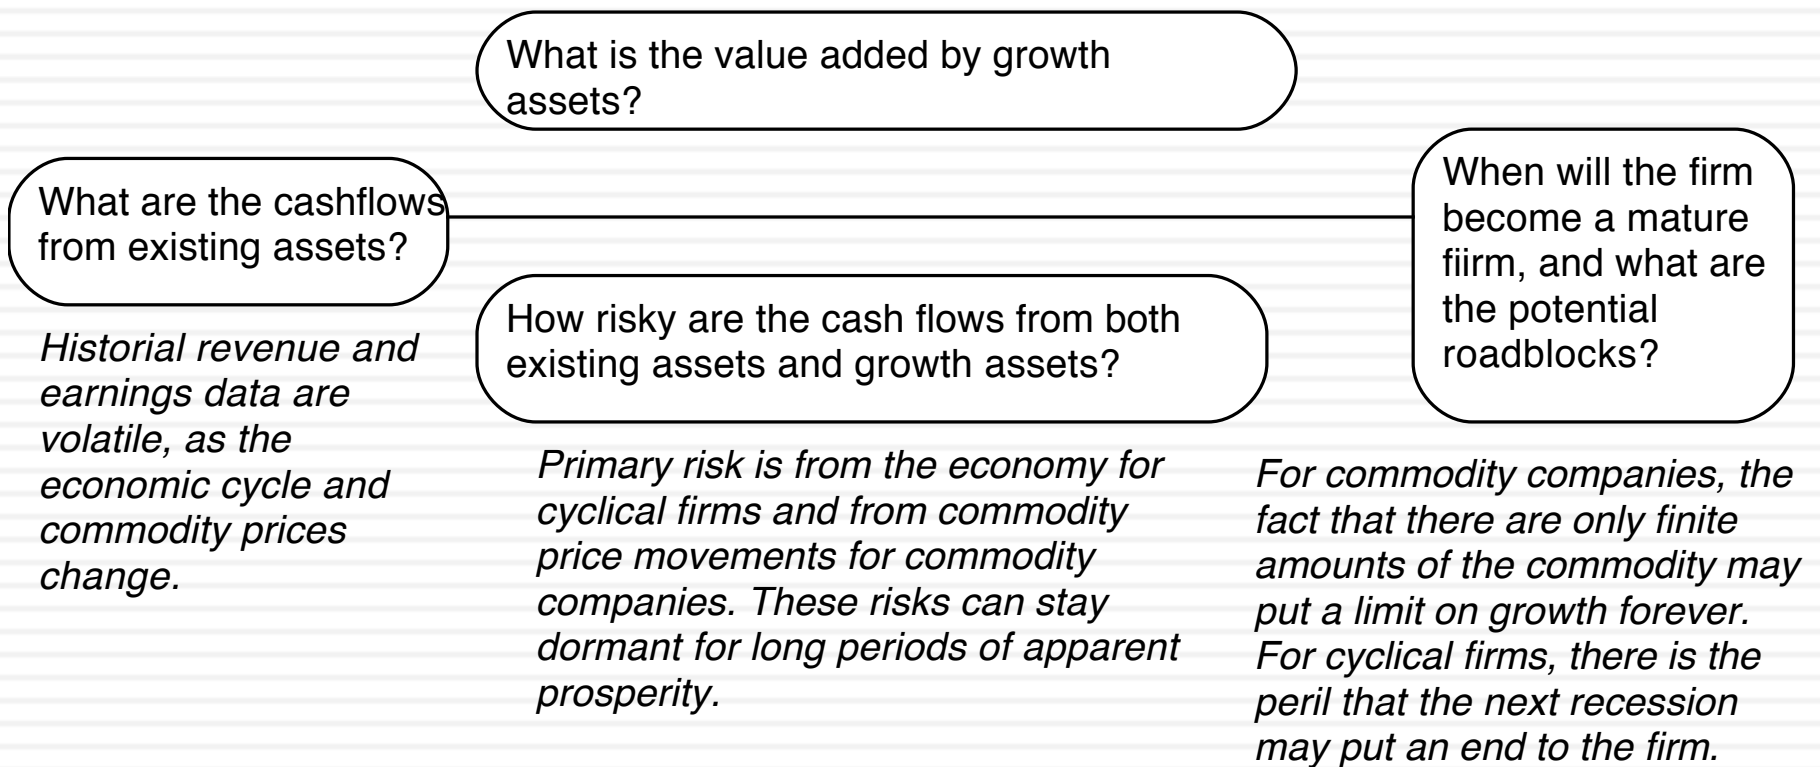 What is the value added by growth
assets?
What are the cashflows
from existing assets?
Historial revenue and
earnings data are
volatile, as the
economic cycle and
commodity prices
change.
How risky are the cash flows from both
existing assets and growth assets?
Primary risk is from the economy for
cyclical firms and from commodity
price movements for commodity
companies. These risks can stay
dormant for long periods of apparent
prosperity.
When will the firm
become a mature
fiirm, and what are
the potential
roadblocks?
For commodity companies, the
fact that there are only finite
amounts of the commodity may
put a limit on growth forever.
For cyclical firms, there is the
peril that the next recession
may put an end to the firm.